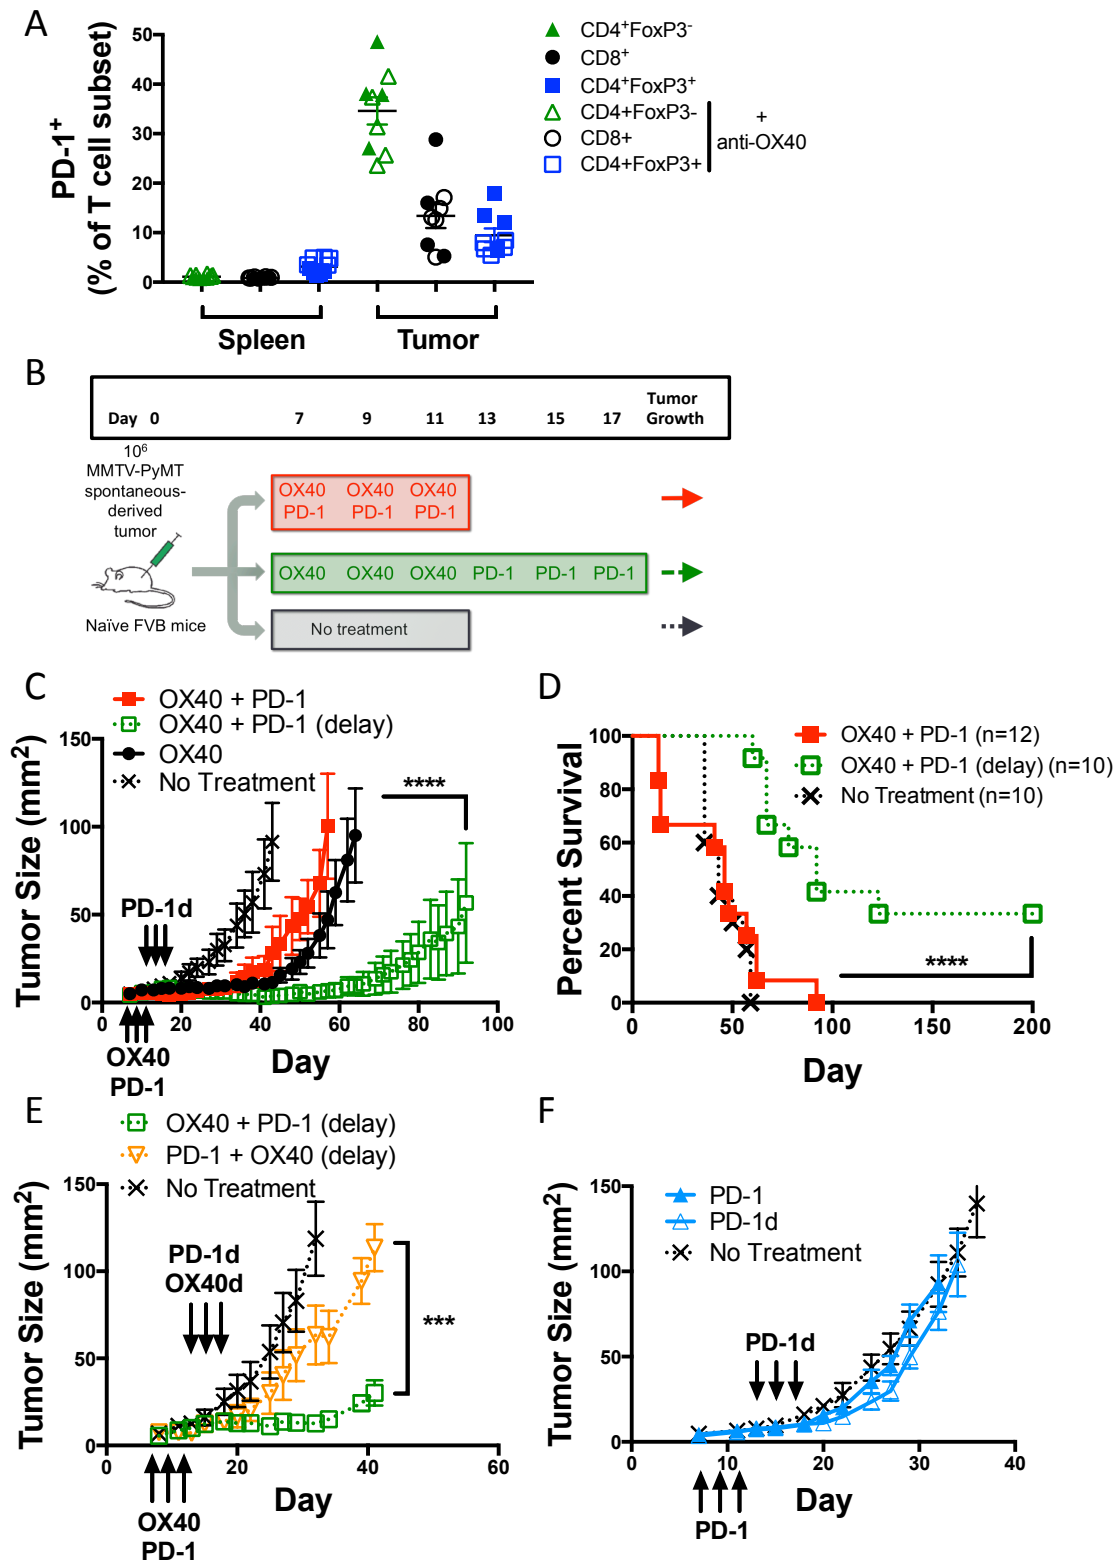 A
PD-1+
(% of T cell subset)
50
40
30
20
10
0
Spleen
Tumor
CD4+FoxP3-
CD8+
CD4+FoxP3+
CD4+FoxP3-
CD8+
CD4+FoxP3+
+
anti-OX40
B
Day 0 7 9 11 13 15 17 Tumor
Growth
106
MMTV-PyMT
spontaneous-
derived
tumor
Naïve FVB mice
OX40 OX40 OX40
PD-1 PD-1 PD-1
OX40 OX40 OX40 PD-1 PD-1 PD-1
No treatment
C
OX40 + PD-1
OX40 + PD-1 (delay)
OX40
No Treatment
Tumor Size (mm2)
150
100
50
0
****
PD-1d
0 20 40 60 80 100
OX40
PD-1
Day
D
Percent Survival
100
80
60
40
20
0
OX40 + PD-1 (n=12)
OX40 + PD-1 (delay) (n=10)
No Treatment (n=10)
****
0 50 100 150 200
Day
E
OX40 + PD-1 (delay)
PD-1 + OX40 (delay)
No Treatment
Tumor Size (mm2)
150
100
50
0
PD-1d
OX40d
***
0 20 40 60
OX40
PD-1
Day
F
Tumor Size (mm2)
150
100
50
0
PD-1
PD-1d
No Treatment
PD-1d
0 10 20 30 40
PD-1
Day